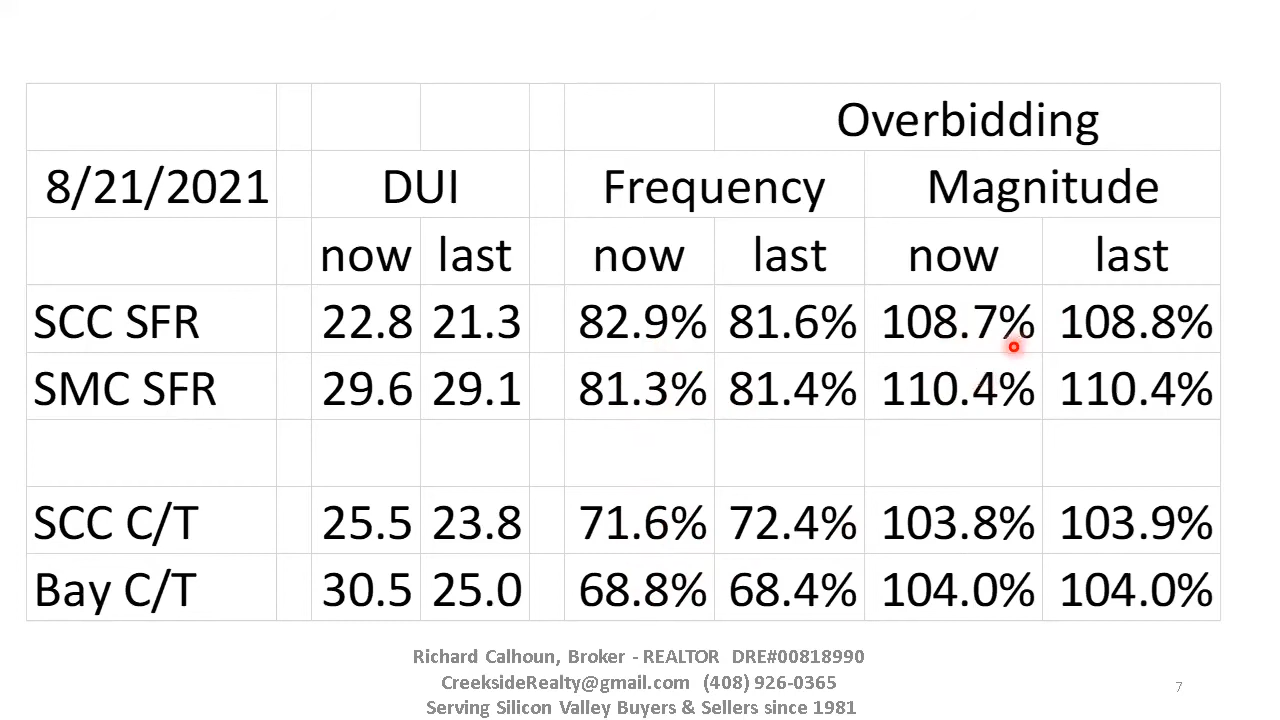 Overbidding
8/21/2021 DUI Frequency Magnitude
now last now last now last
SCC SFR 22.8 21.3 82.9% 81.6% 108.7% 108.8%
SMC SFR 29.6 29.1 81.3% 81.4% 110.4% 110.4%
SCC C/T 25.5 23.8 71.6% 72.4% 103.8% 103.9%
Bay C/T 30.5 25.0 68.8% 68.4% 104.0% 104.0%
Richard Calhoun, Broker - REALTOR DRE#00818990
CreeksideRealty@gmail.com (408) 926-0365
Serving Silicon Valley Buyers & Sellers since 1981
7